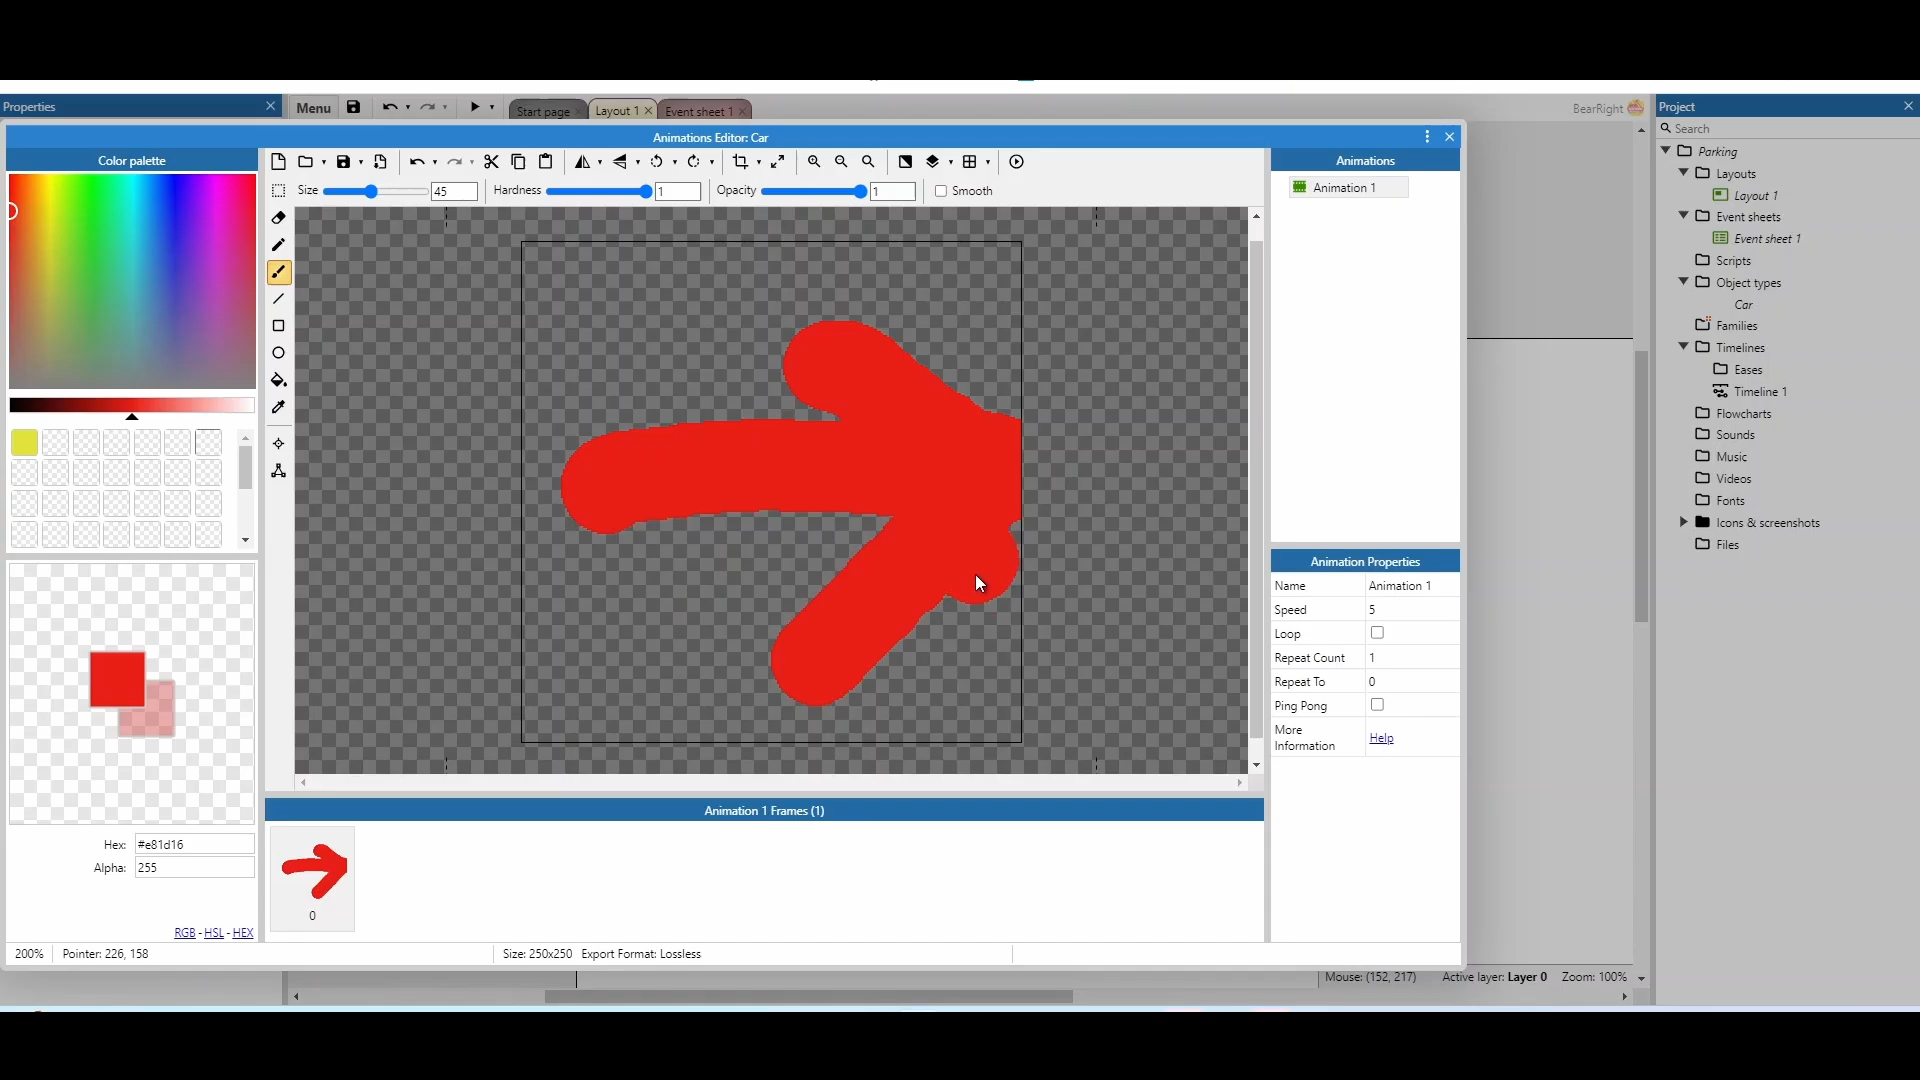 Properties
Menu
Start page
Layout 1
Event sheet 1
BearRight
Project
Search
Animations Editor: Car
Color palette
Size
45
Hardness
1
Opacity
1
Smooth
Animations
Animation 1
Parking
Layouts
Layout 1
Event sheets
Event sheet 1
Scripts
Object types
Car
Families
Timelines
Eases
Timeline 1
Flowcharts
Sounds
Music
Videos
Fonts
Icons & screenshots
Files
Animation Properties
Name Animation 1
Speed 5
Loop
Repeat Count 1
Repeat To 0
Ping Pong
More
Information
Help
Hex: #e81d16
Alpha: 255
RGB - HSL - HEX
Animation 1 Frames (1)
0
200% Pointer: 226, 158
Size: 250x250 Export Format: Lossless
Mouse: (152, 217) Active layer: Layer 0 Zoom: 100%